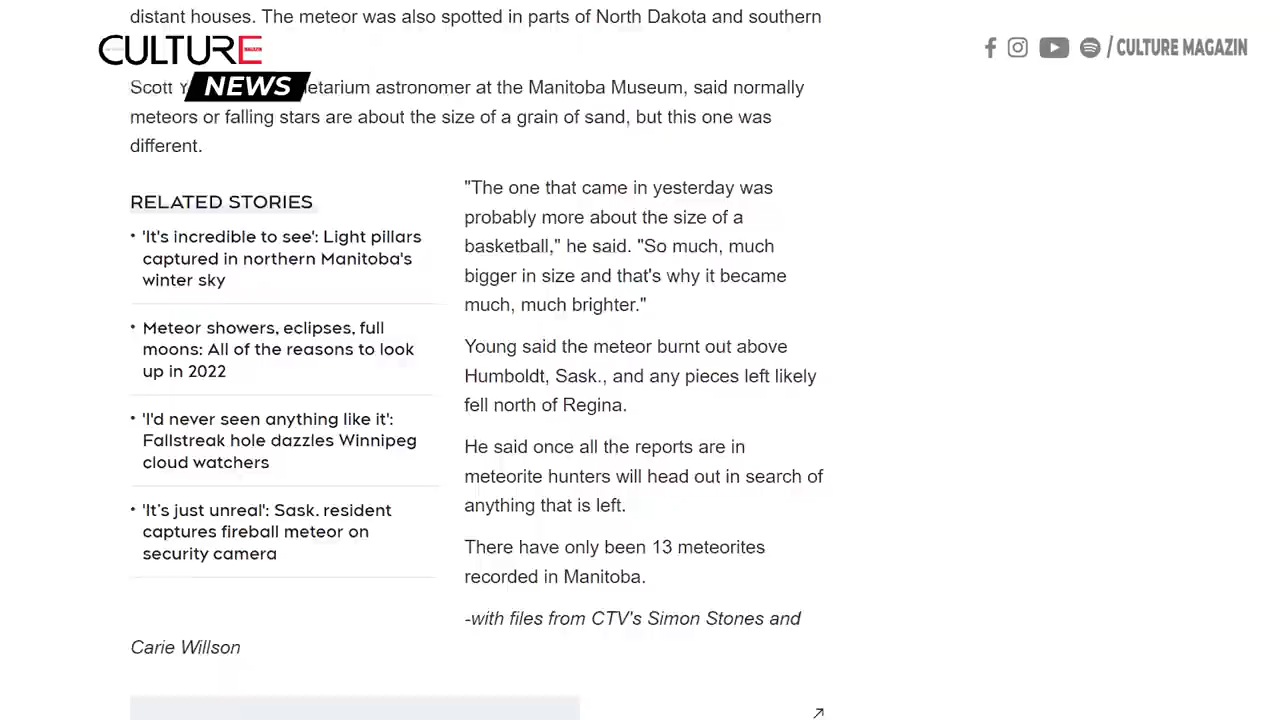 distant houses. The meteor was also spotted in parts of North Dakota and southern
CULTURE
NEWS
/ CULTURE MAGAZIN
Scott
at the Manitoba Museum, said normally
meteors or falling stars are about the size of a grain of sand, but this one was
different.
RELATED STORIES
• 'It's incredible to see': Light pillars
captured in northern Manitoba's
winter sky
• Meteor showers, eclipses, full
moons: All of the reasons to look
up in 2022
• 'I'd never seen anything like it':
Fallstreak hole dazzles Winnipeg
cloud watchers
• 'It's just unreal': Sask. resident
captures fireball meteor on
security camera
"The one that came in yesterday was
probably more about the size of a
basketball," he said. "So much, much
bigger in size and that's why it became
much, much brighter."
Young said the meteor burnt out above
Humboldt, Sask., and any pieces left likely
fell north of Regina.
He said once all the reports are in
meteorite hunters will head out in search of
anything that is left.
There have only been 13 meteorites
recorded in Manitoba.
-with files from CTV's Simon Stones and
Carie Willson